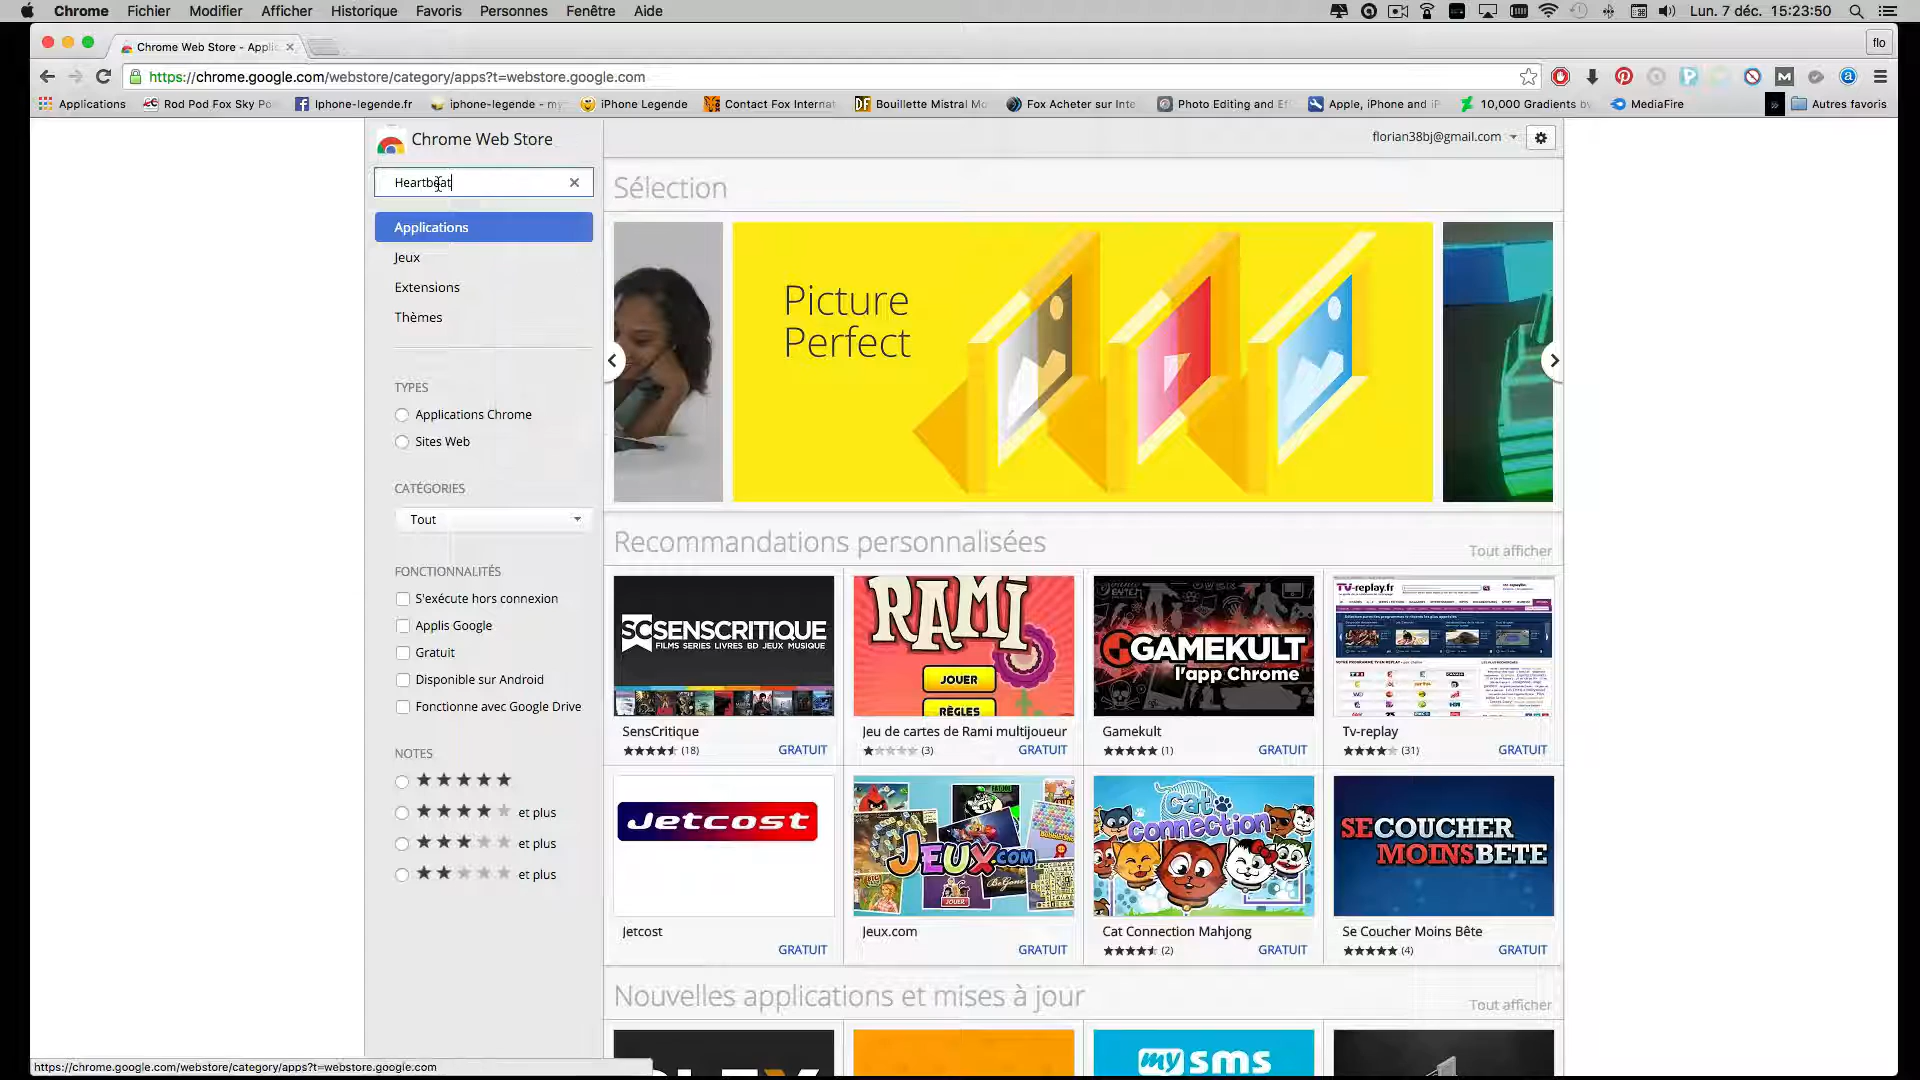 Chrome Fichier Modifier Afficher Historique Favoris Personnes Fenêtre Aide Lun. 7 déc. 15:23:50
Chrome Web Store - Applic flo
https://chrome.google.com/webstore/category/apps?t=webstore.google.com
Applications Rod Pod Fox Sky Po Iphone-legende.fr iphone-legende - my iPhone Legende Contact Fox Internat Bouillette Mistral Mo Fox Acheter sur Inte Photo Editing and Ef Apple, iPhone and iP 10,000 Gradients by MediaFire » Autres favoris
Chrome Web Store
florian38bj@gmail.com
Heartbeat
Applications
Jeux
Extensions
Thèmes
TYPES
Applications Chrome
Sites Web
CATÉGORIES
Tout
FONCTIONNALITÉS
S'exécute hors connexion
Applis Google
Gratuit
Disponible sur Android
Fonctionne avec Google Drive
NOTES
et plus
et plus
et plus
Sélection
Picture
Perfect
Recommandations personnalisées
Tout afficher
SC SENSCRITIQUE
FILMS SERIES LIVRES BD JEUX MUSIQUE
SensCritique
(18) GRATUIT
RAMi
JOUER
RÈGLES
Jeu de cartes de Rami multijoueur
(3) GRATUIT
GAMEKULT
l'app Chrome
Gamekult
(1) GRATUIT
TV-replay.fr
Tv-replay
(31) GRATUIT
Jetcost
Jetcost
GRATUIT
JEUX.COM
JOUER
Jeux.com
GRATUIT
Cat
Connection
Cat Connection Mahjong
(2) GRATUIT
SECOUCHER
MOINSBETE
Se Coucher Moins Bête
(4) GRATUIT
Nouvelles applications et mises à jour
Tout afficher
my sms
https://chrome.google.com/webstore/category/apps?t=webstore.google.com